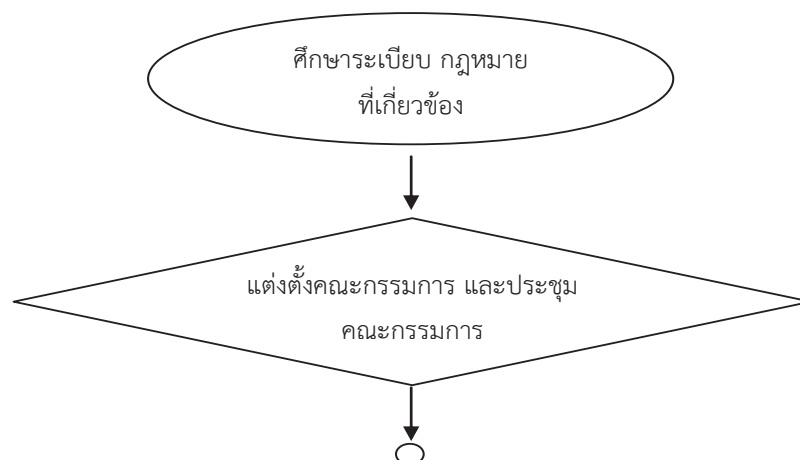 ศึกษาระเบียบ กฎหมาย
ที่เกี่ยวข้อง
แต่งตั้งคณะกรรมการ และประชุม
คณะกรรมการ